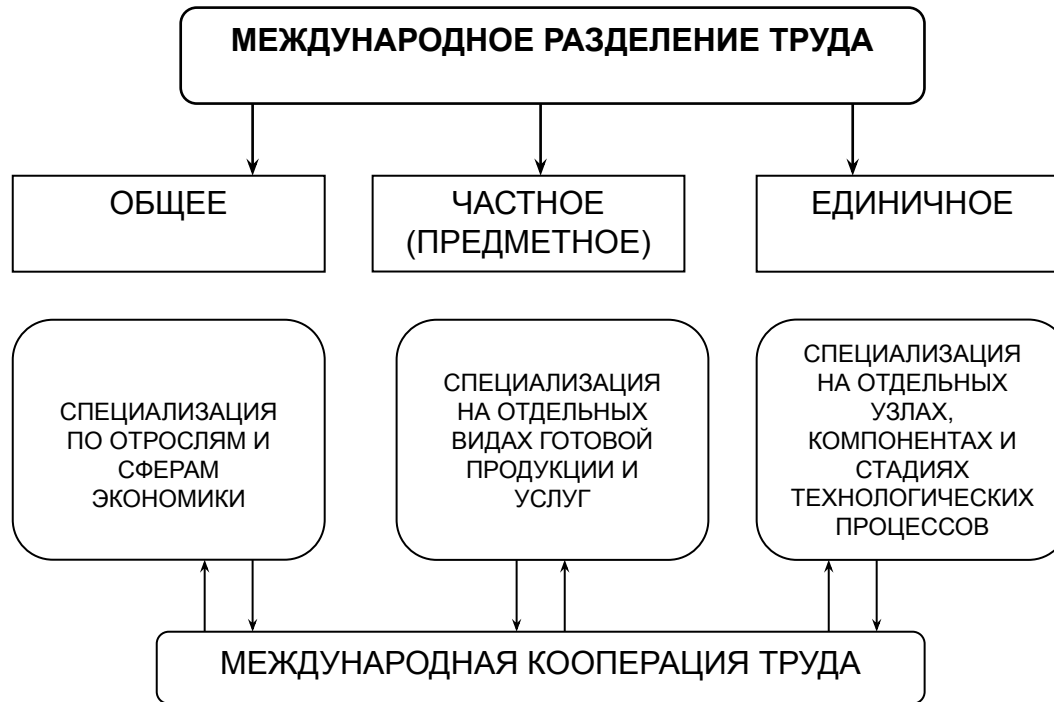 МЕЖДУНАРОДНОЕ РАЗДЕЛЕНИЕ ТРУДА
ОБЩЕЕ
ЧАСТНОЕ
(ПРЕДМЕТНОЕ)
ЕДИНИЧНОЕ
СПЕЦИАЛИЗАЦИЯ
ПО ОТРОСЛЯМ И
СФЕРАМ
ЭКОНОМИКИ
СПЕЦИАЛИЗАЦИЯ
НА ОТДЕЛЬНЫХ
ВИДАХ ГОТОВОЙ
ПРОДУКЦИИ И
УСЛУГ
СПЕЦИАЛИЗАЦИЯ
НА ОТДЕЛЬНЫХ
УЗЛАХ,
КОМПОНЕНТАХ И
СТАДИЯХ
ТЕХНОЛОГИЧЕСКИХ
ПРОЦЕССОВ
МЕЖДУНАРОДНАЯ КООПЕРАЦИЯ ТРУДА